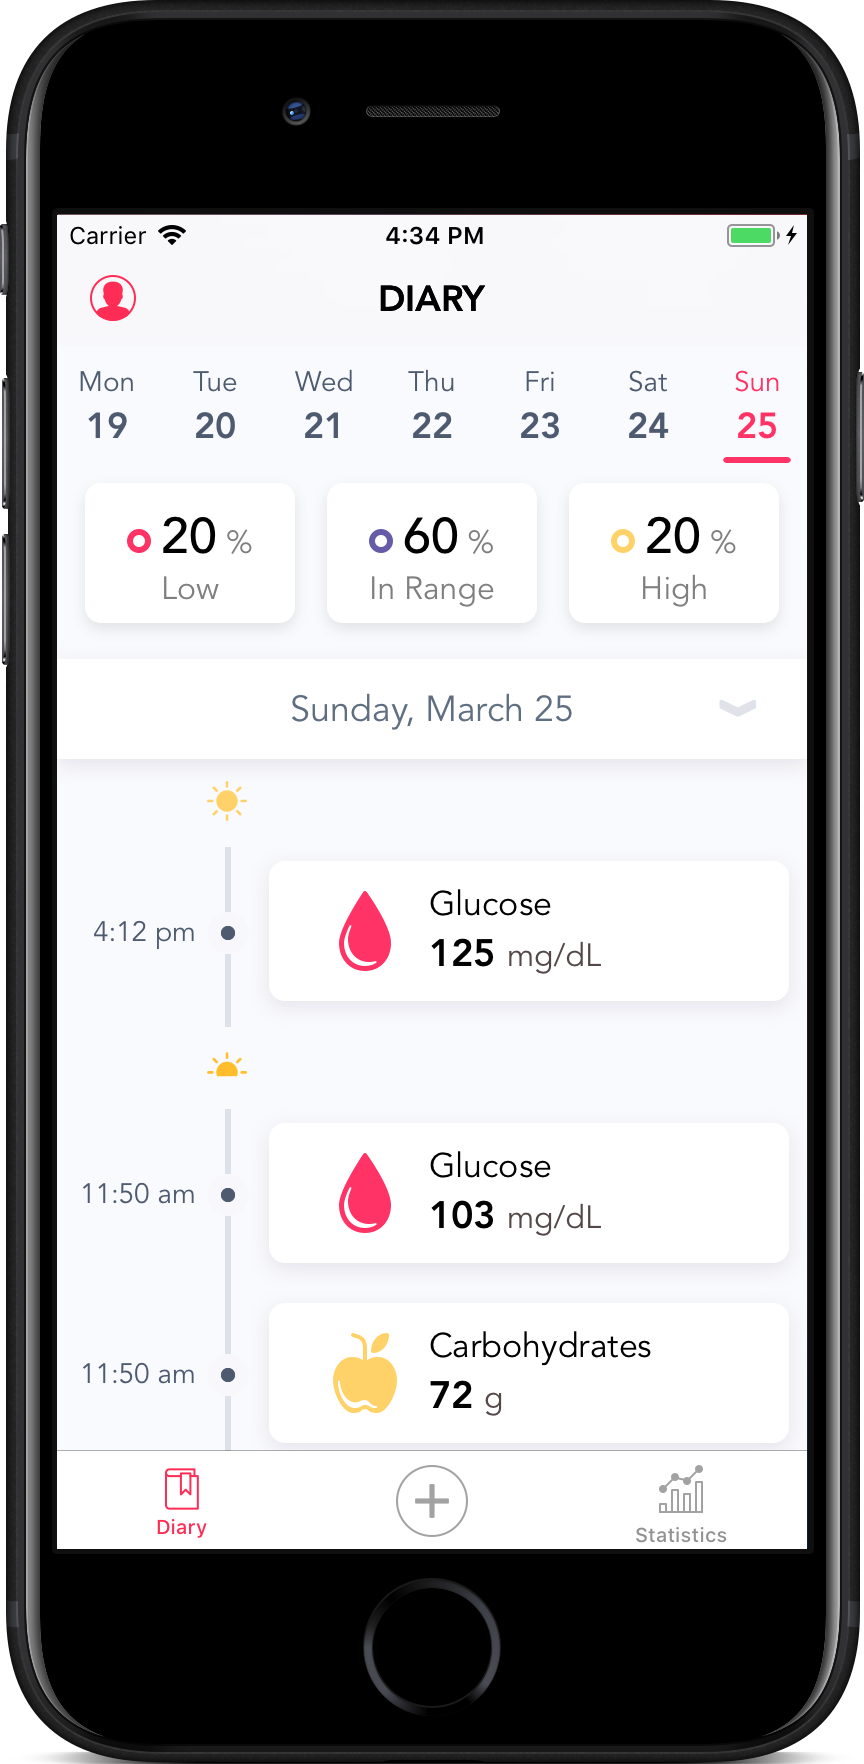 Carrier 4:34 PM
DIARY
Mon Tue Wed Thu Fri Sat Sun
19 20 21 22 23 24 25
20 % 60 % 20 %
Low In Range High
Sunday, March 25
Glucose
4:12 pm 125 mg/dL
Glucose
11:50 am 103 mg/dL
Carbohydrates
11:50 am 72 g
Diary Statistics